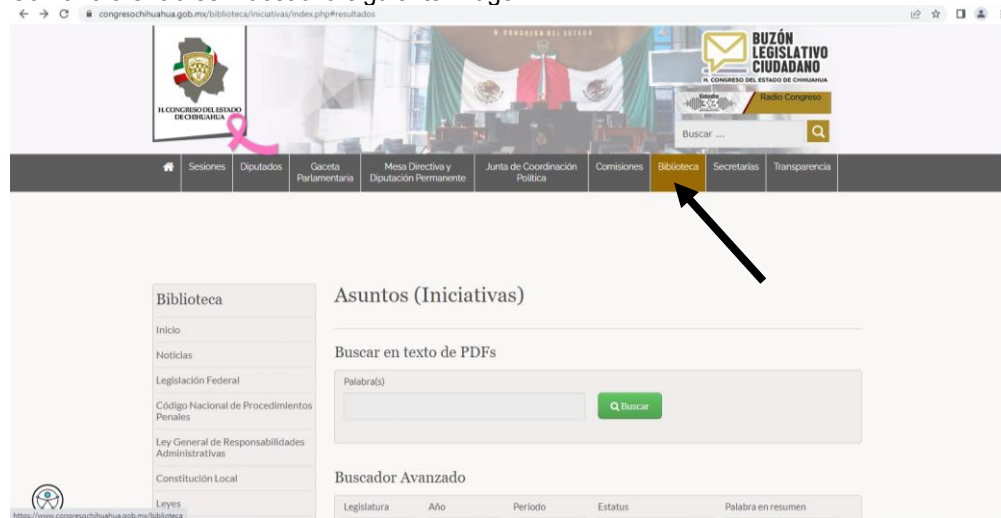 congresochihuahua.gob.mx/biblioteca/iniciativas/index.php#resultados
H. CONGRESO DEL ESTADO
DE CHIHUAHUA
H. CONGRESO DEL ESTADO
BUZÓN
LEGISLATIVO
CIUDADANO
H. CONGRESO DEL ESTADO DE CHIHUAHUA
Radio Congreso
Buscar ...
Sesiones
Diputados
Gaceta
Parlamentaria
Mesa Directiva y
Diputación Permanente
Junta de Coordinación
Política
Comisiones
Biblioteca
Secretarias
Transparencia
Biblioteca
Inicio
Noticias
Legislación Federal
Código Nacional de Procedimientos
Penales
Ley General de Responsabilidades
Administrativas
Constitución Local
Leyes
Asuntos (Iniciativas)
Buscar en texto de PDFs
Palabra(s)
Buscar
Buscador Avanzado
Legislatura Año Periodo Estatus Palabra en resumen
https://www.congresochihuahua.gob.mx/biblioteca